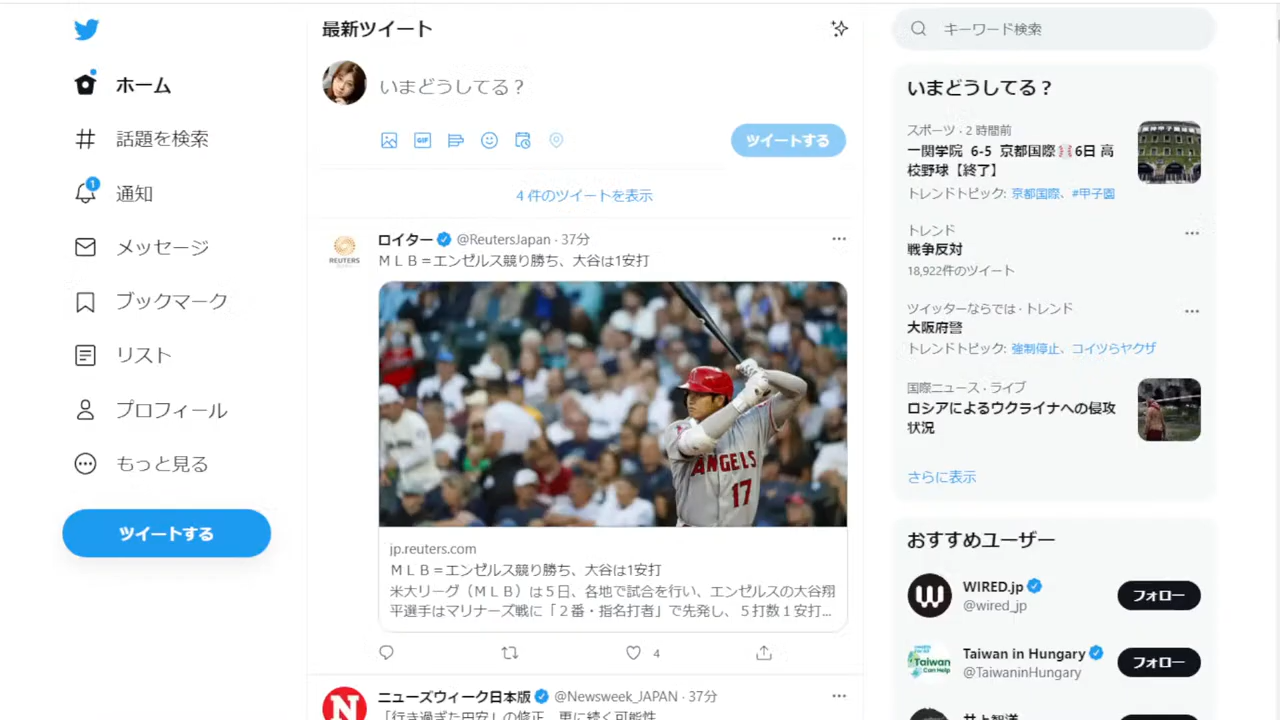 ホーム
話題を検索
1
通知
メッセージ
ブックマーク
リスト
プロフィール
もっと見る
ツイートする
最新ツイート
いまどうしてる？
GIF
ツイートする
4 件のツイートを表示
REUTERS
ロイター @ReutersJapan · 37分
ＭＬＢ＝エンゼルス競り勝ち、大谷は1安打
ANGELS
17
jp.reuters.com
ＭＬＢ＝エンゼルス競り勝ち、大谷は1安打
米大リーグ（ＭＬＢ）は５日、各地で試合を行い、エンゼルスの大谷翔
平選手はマリナーズ戦に「２番・指名打者」で先発し、５打数１安打...
4
N
ニューズウィーク日本版 @Newsweek_JAPAN · 37分
「行き過ぎた円安」の修正、更に続く可能性
キーワード検索
いまどうしてる？
スポーツ · 2 時間前
一関学院 6-5 京都国際⚾6日 高
校野球【終了】
トレンドトピック: 京都国際、#甲子園
トレンド
戦争反対
18,922件のツイート
ツイッターならでは · トレンド
大阪府警
トレンドトピック: 強制停止、コイツらヤクザ
国際ニュース · ライブ
ロシアによるウクライナへの侵攻
状況
さらに表示
おすすめユーザー
WIRED.jp
@wired_jp
フォロー
Taiwan
Can Help
Taiwan in Hungary
@TaiwaninHungary
フォロー